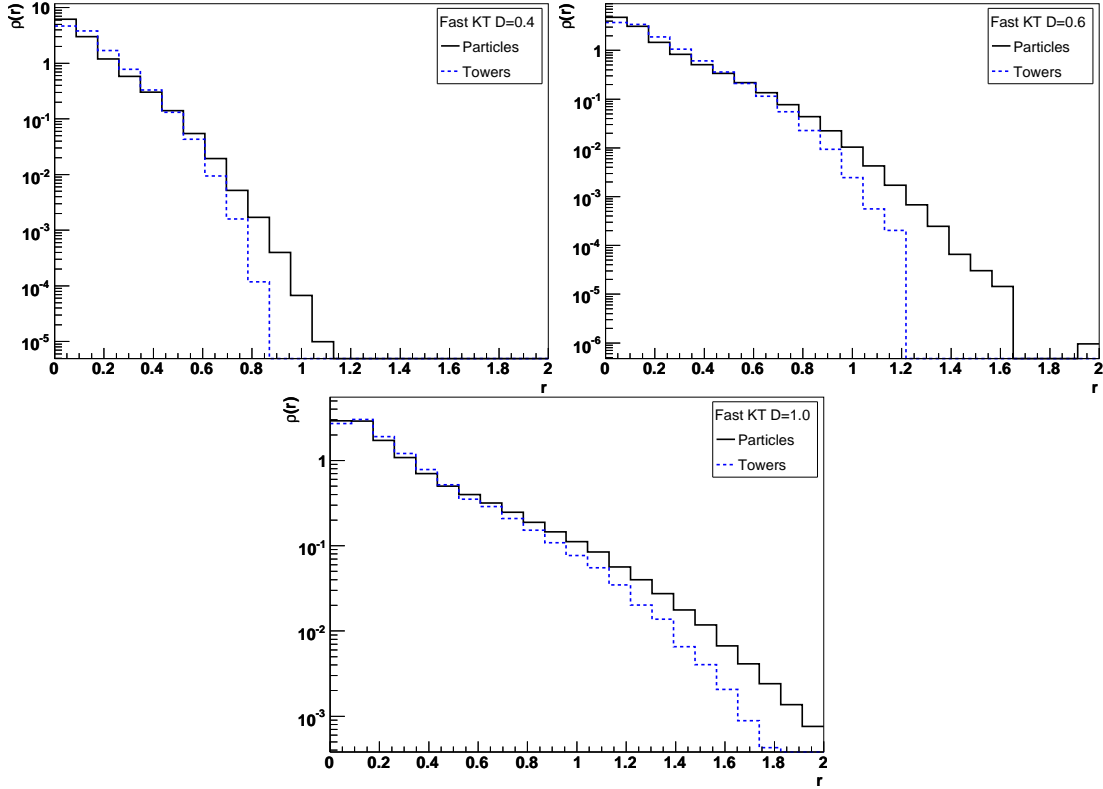 ρ(r)
Fast KT D=0.4
Particles
Towers
10
1
10-1
10-2
10-3
10-4
10-5
0 0.2 0.4 0.6 0.8 1 1.2 1.4 1.6 1.8 2
r
ρ(r)
Fast KT D=0.6
Particles
Towers
1
10-1
10-2
10-3
10-4
10-5
10-6
0 0.2 0.4 0.6 0.8 1 1.2 1.4 1.6 1.8 2
r
ρ(r)
Fast KT D=1.0
Particles
Towers
1
10-1
10-2
10-3
0 0.2 0.4 0.6 0.8 1 1.2 1.4 1.6 1.8 2
r